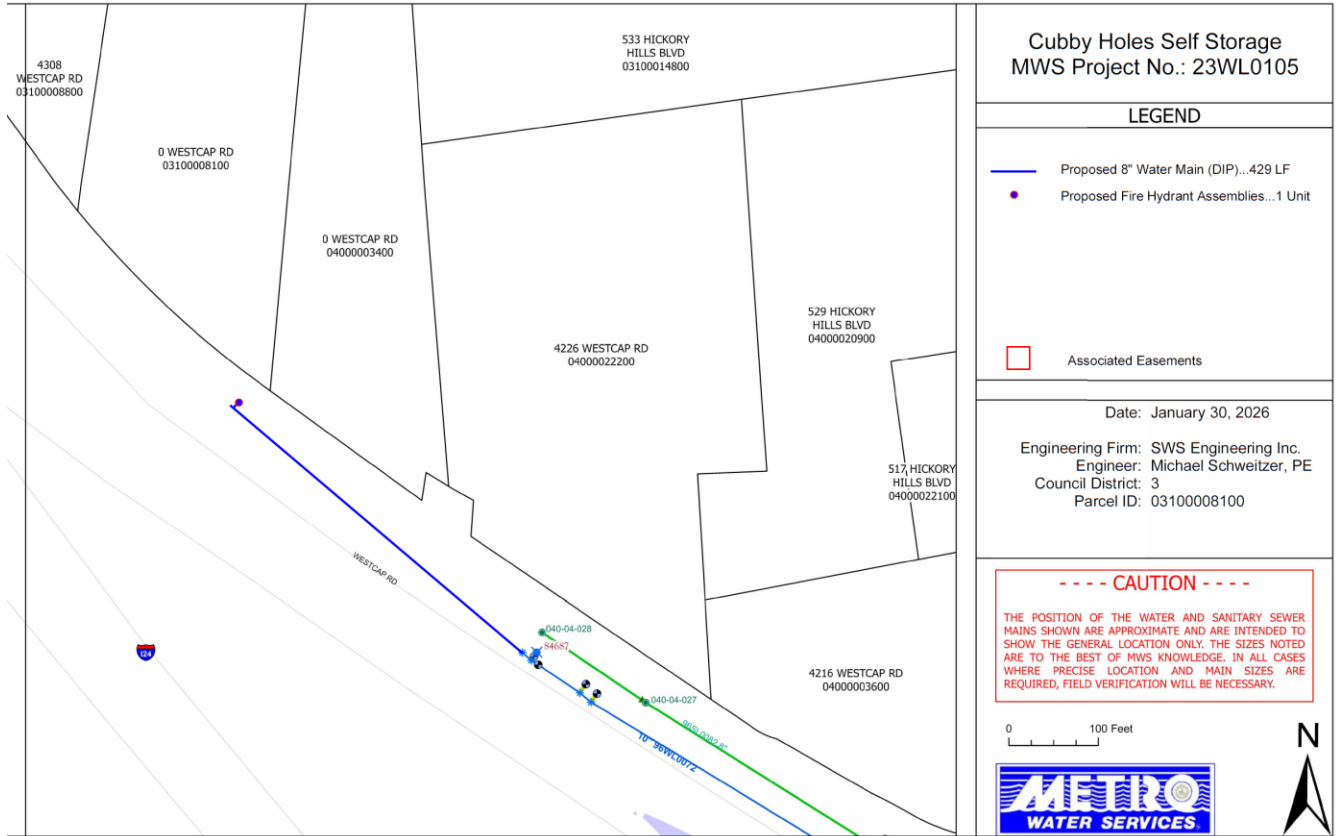 4308
WESTCAP RD
03100008800
0 WESTCAP RD
03100008100
0 WESTCAP RD
04000003400
533 HICKORY
HILLS BLVD
03100014800
4226 WESTCAP RD
04000022200
529 HICKORY
HILLS BLVD
04000020900
517 HICKORY
HILLS BLVD
04000022100
4216 WESTCAP RD
04000003600
WESTCAP RD
124
040-04-028
84687
040-04-027
96SL0082 8"
10" 96WL0072
Cubby Holes Self Storage
MWS Project No.: 23WL0105
LEGEND
Proposed 8" Water Main (DIP)...429 LF
Proposed Fire Hydrant Assemblies...1 Unit
Associated Easements
Date: January 30, 2026
Engineering Firm: SWS Engineering Inc.
Engineer: Michael Schweitzer, PE
Council District: 3
Parcel ID: 03100008100
- - - - CAUTION - - - -
THE POSITION OF THE WATER AND SANITARY SEWER
MAINS SHOWN ARE APPROXIMATE AND ARE INTENDED TO
SHOW THE GENERAL LOCATION ONLY. THE SIZES NOTED
ARE TO THE BEST OF MWS KNOWLEDGE. IN ALL CASES
WHERE PRECISE LOCATION AND MAIN SIZES ARE
REQUIRED, FIELD VERIFICATION WILL BE NECESSARY.
0 100 Feet
N
METRO
WATER SERVICES